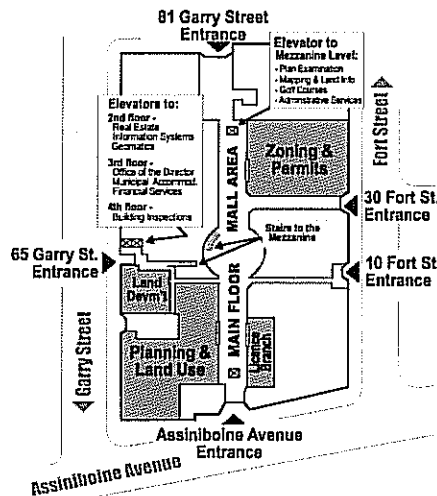 81 Garry Street
Entrance
Elevator to
Mezzanine Level:
• Plan Examination
• Mapping & Land Info
• Golf Courses
• Administrative Services
Elevators to:
2nd floor -
Real Estate
Information Systems
Geomatics
3rd floor -
Office of the Director
Municipal Accommod.
Financial Services
4th floor -
Building Inspections
Fort Street
Zoning &
Permits
MALL AREA
30 Fort St.
Entrance
Stairs to the
Mezzanine
65 Garry St.
Entrance
10 Fort St.
Entrance
Land
Devm't
MAIN FLOOR
Planning &
Land Use
Licence
Branch
Garry Street
Assiniboine Avenue
Entrance
Assiniboine Avenue